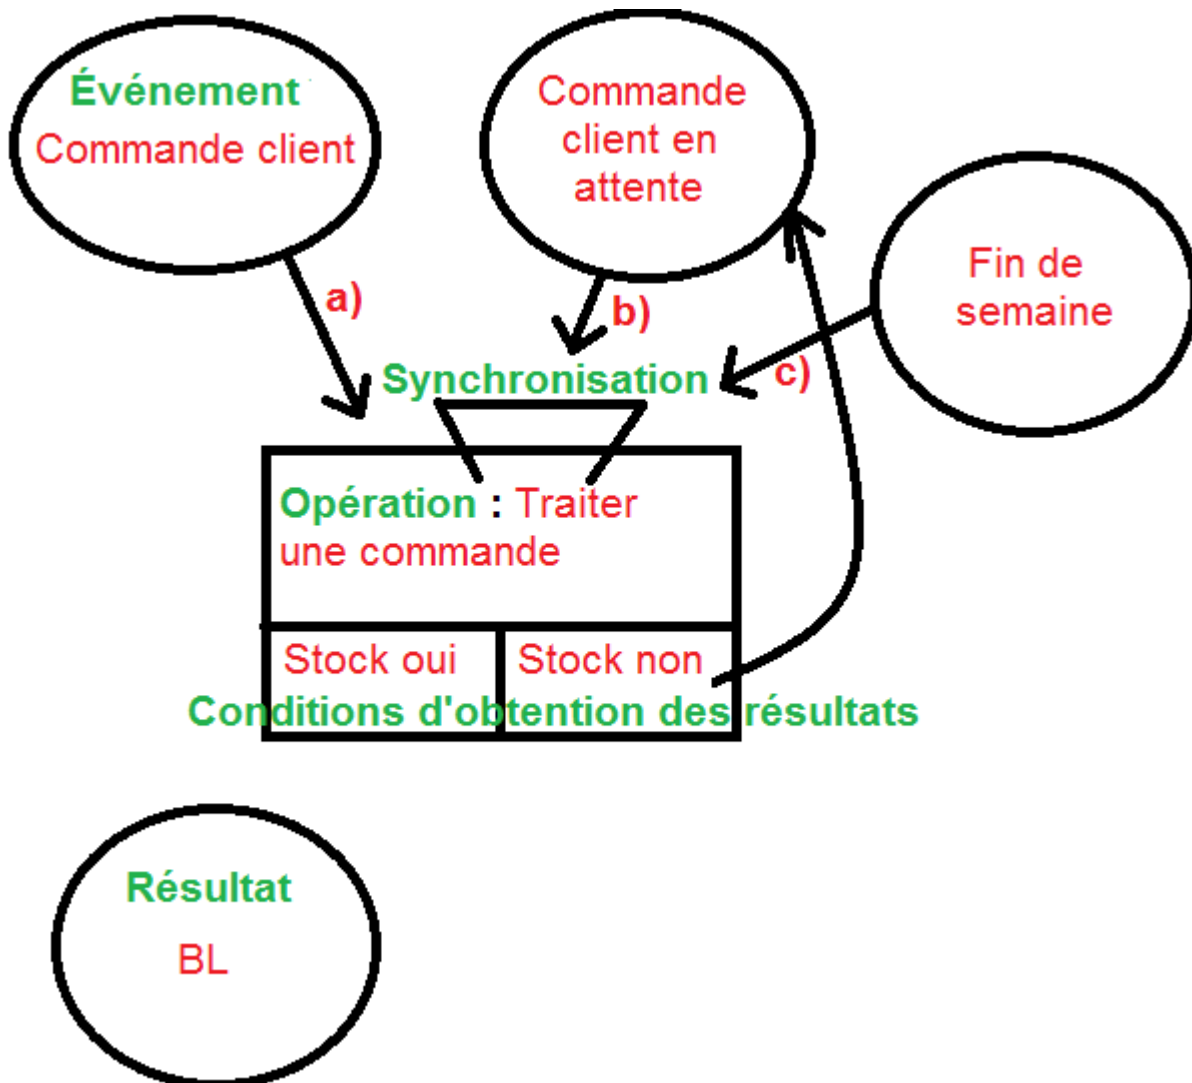 Événement
Commande client
Commande
client en
attente
Fin de
semaine
a)
b)
c)
Synchronisation
Opération : Traiter
une commande
Stock oui
Stock non
Conditions d'obtention des résultats
Résultat
BL